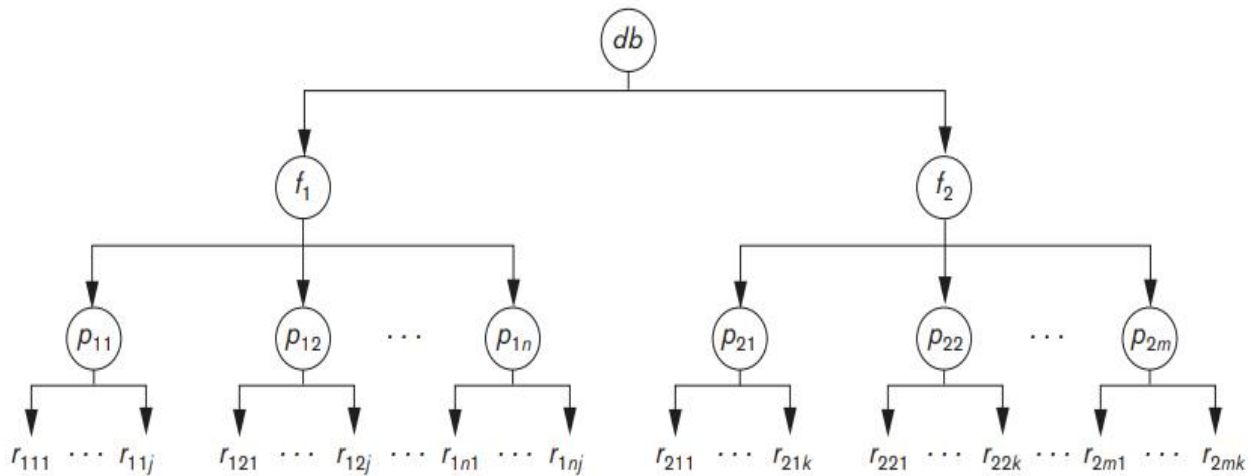 db
f₁ f₂
p₁₁ p₁₂ ··· p₁ₙ p₂₁ p₂₂ ··· p₂ₘ
r₁₁₁ ··· r₁₁ⱼ r₁₂₁ ··· r₁₂ⱼ ··· r₁ₙ₁ ··· r₁ₙⱼ r₂₁₁ ··· r₂₁ₖ r₂₂₁ ··· r₂₂ₖ ··· r₂ₘ₁ ··· r₂ₘₖ